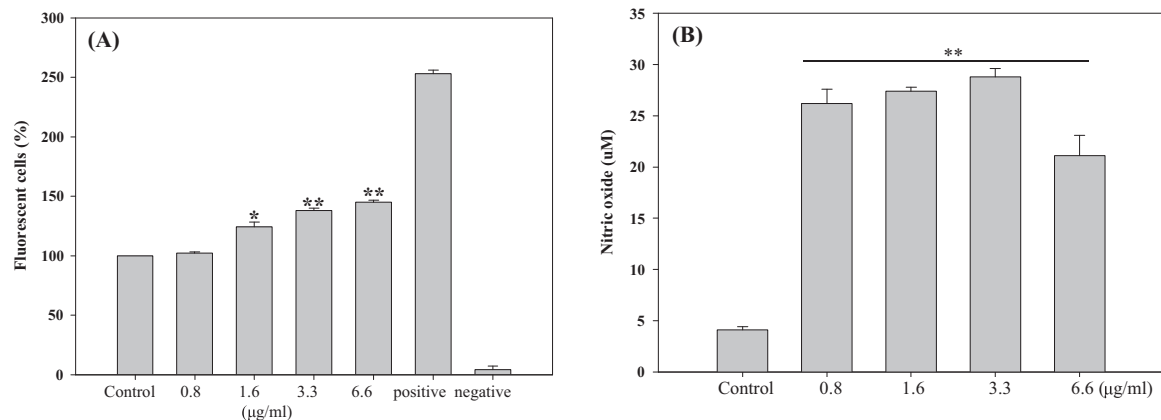 (A)
Fluorescent cells (%)
300
250
200
150
100
50
0
*
**
**
Control 0.8 1.6 3.3 6.6 positive negative
(µg/ml)
(B)
Nitric oxide (uM)
35
30
25
20
15
10
5
0
**
Control 0.8 1.6 3.3 6.6 (µg/ml)